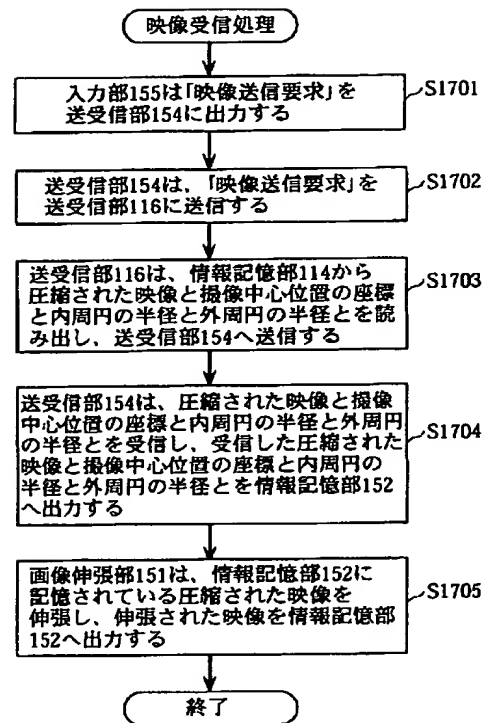 映像受信処理
入力部155は「映像送信要求」を
送受信部154に出力する
S1701
送受信部154は、「映像送信要求」を
送受信部116に送信する
S1702
送受信部116は、情報記憶部114から
圧縮された映像と撮像中心位置の座標
と内周円の半径と外周円の半径とを読
み出し、送受信部154へ送信する
S1703
送受信部154は、圧縮された映像と撮像
中心位置の座標と内周円の半径と外周円
の半径とを受信し、受信した圧縮された
映像と撮像中心位置の座標と内周円の
半径と外周円の半径とを情報記憶部152
へ出力する
S1704
画像伸張部151は、情報記憶部152に
記憶されている圧縮された映像を
伸張し、伸張された映像を情報記憶部
152へ出力する
S1705
終了